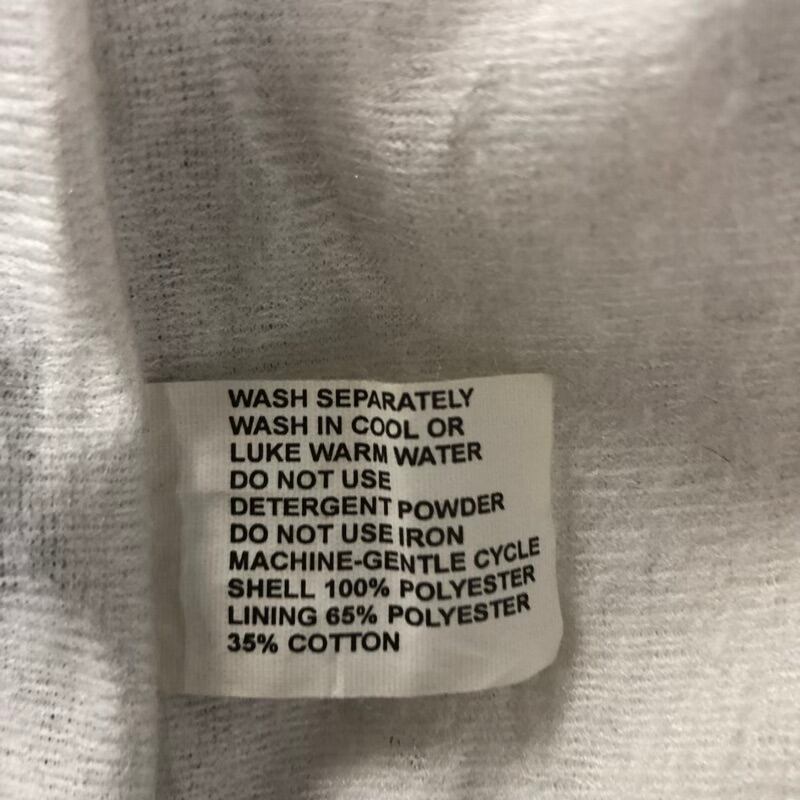 WASH SEPARATELY
WASH IN COOL OR
LUKE WARM WATER
DO NOT USE
DETERGENT POWDER
DO NOT USE IRON
MACHINE-GENTLE CYCLE
SHELL 100% POLYESTER
LINING 65% POLYESTER
35% COTTON